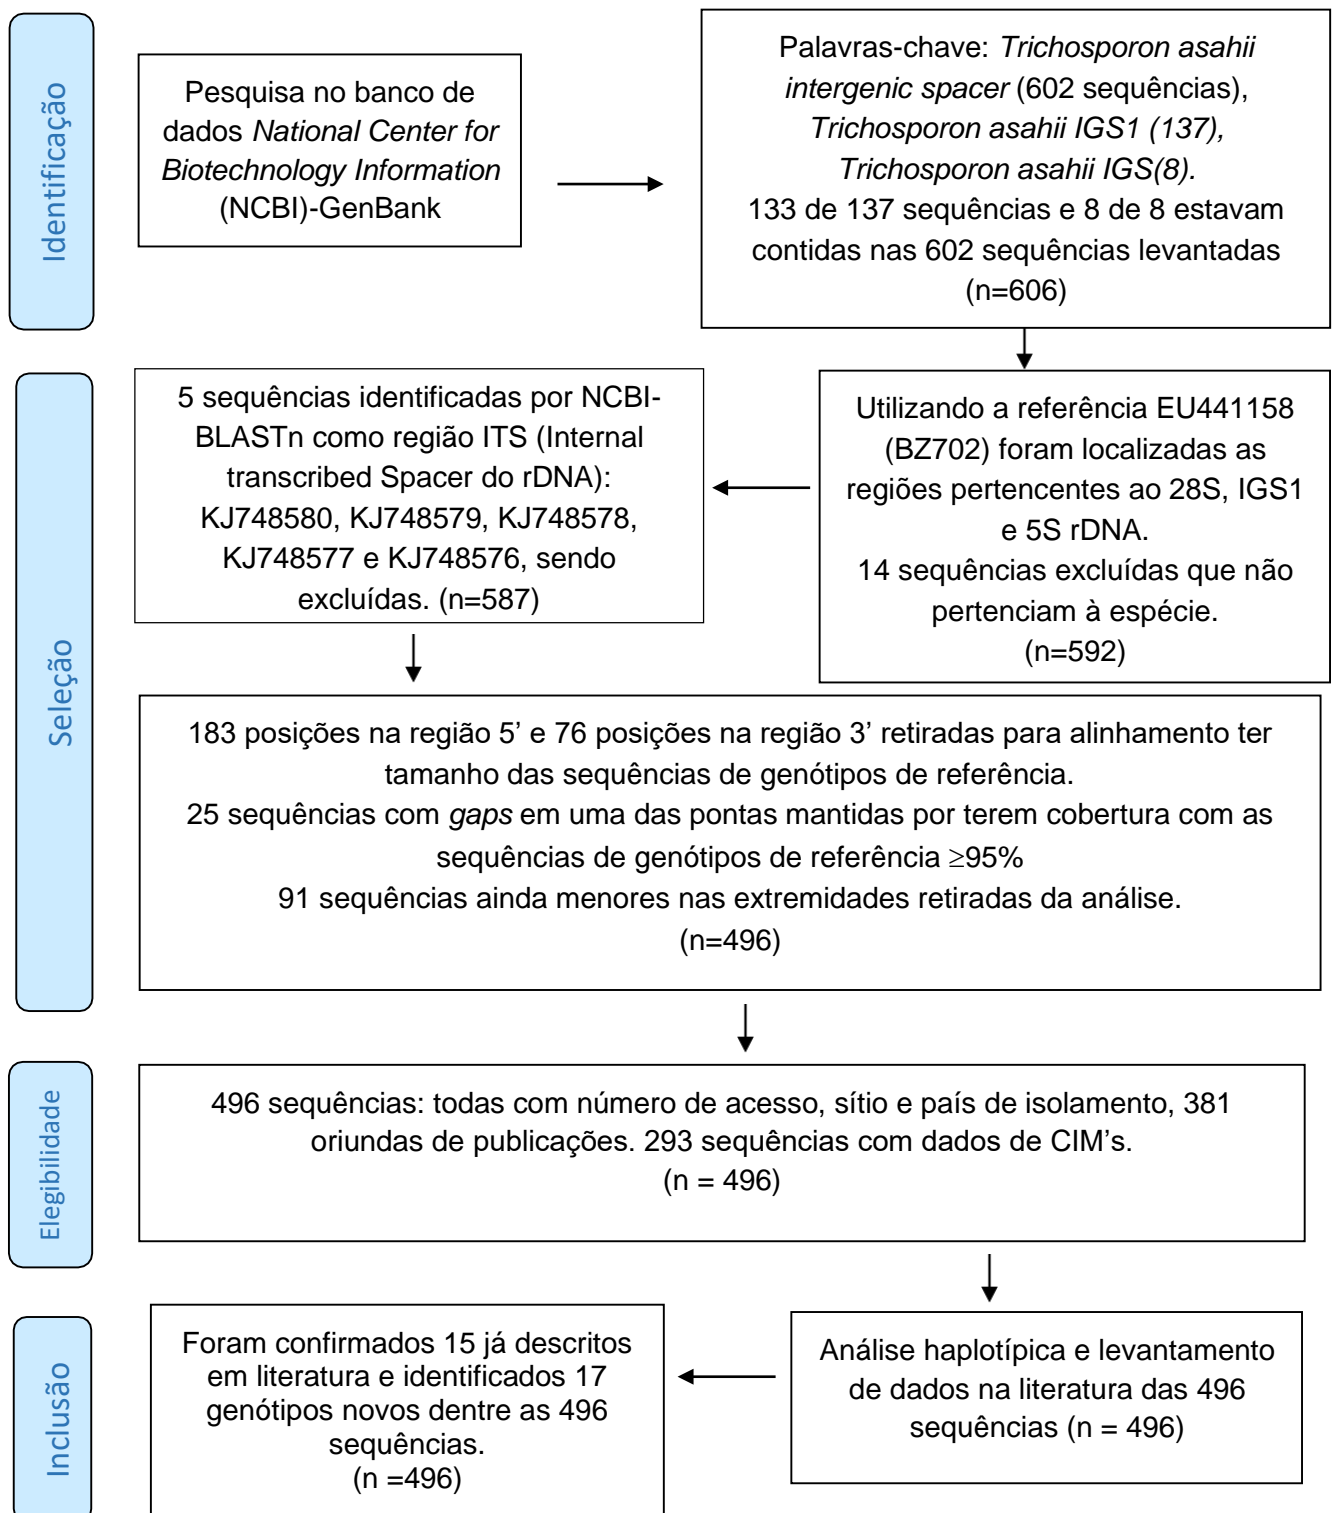 Identificação
Pesquisa no banco de
dados National Center for
Biotechnology Information
(NCBI)-GenBank
Palavras-chave: Trichosporon asahii
intergenic spacer (602 sequências),
Trichosporon asahii IGS1 (137),
Trichosporon asahii IGS(8).
133 de 137 sequências e 8 de 8 estavam
contidas nas 602 sequências levantadas
(n=606)
Seleção
Utilizando a referência EU441158
(BZ702) foram localizadas as
regiões pertencentes ao 28S, IGS1
e 5S rDNA.
14 sequências excluídas que não
pertenciam à espécie.
(n=592)
5 sequências identificadas por NCBI-
BLASTn como região ITS (Internal
transcribed Spacer do rDNA):
KJ748580, KJ748579, KJ748578,
KJ748577 e KJ748576, sendo
excluídas. (n=587)
183 posições na região 5’ e 76 posições na região 3’ retiradas para alinhamento ter
tamanho das sequências de genótipos de referência.
25 sequências com gaps em uma das pontas mantidas por terem cobertura com as
sequências de genótipos de referência ≥95%
91 sequências ainda menores nas extremidades retiradas da análise.
(n=496)
Elegibilidade
496 sequências: todas com número de acesso, sítio e país de isolamento, 381
oriundas de publicações. 293 sequências com dados de CIM’s.
(n = 496)
Inclusão
Análise haplotípica e levantamento
de dados na literatura das 496
sequências (n = 496)
Foram confirmados 15 já descritos
em literatura e identificados 17
genótipos novos dentre as 496
sequências.
(n =496)